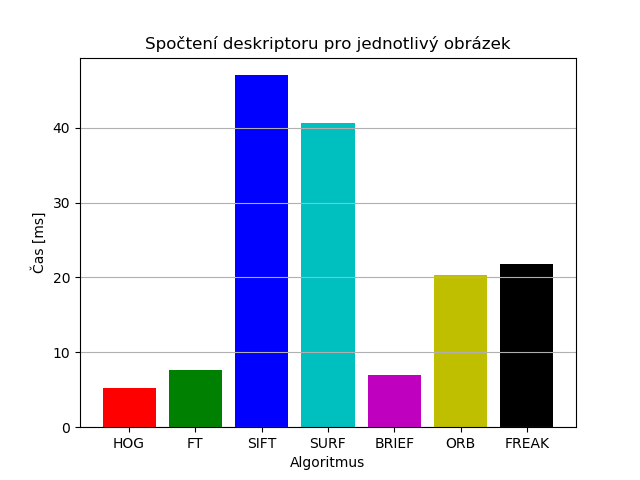 Spočtení deskriptoru pro jednotlivý obrázek
Čas [ms]
40
30
20
10
0
HOG FT SIFT SURF BRIEF ORB FREAK
Algoritmus